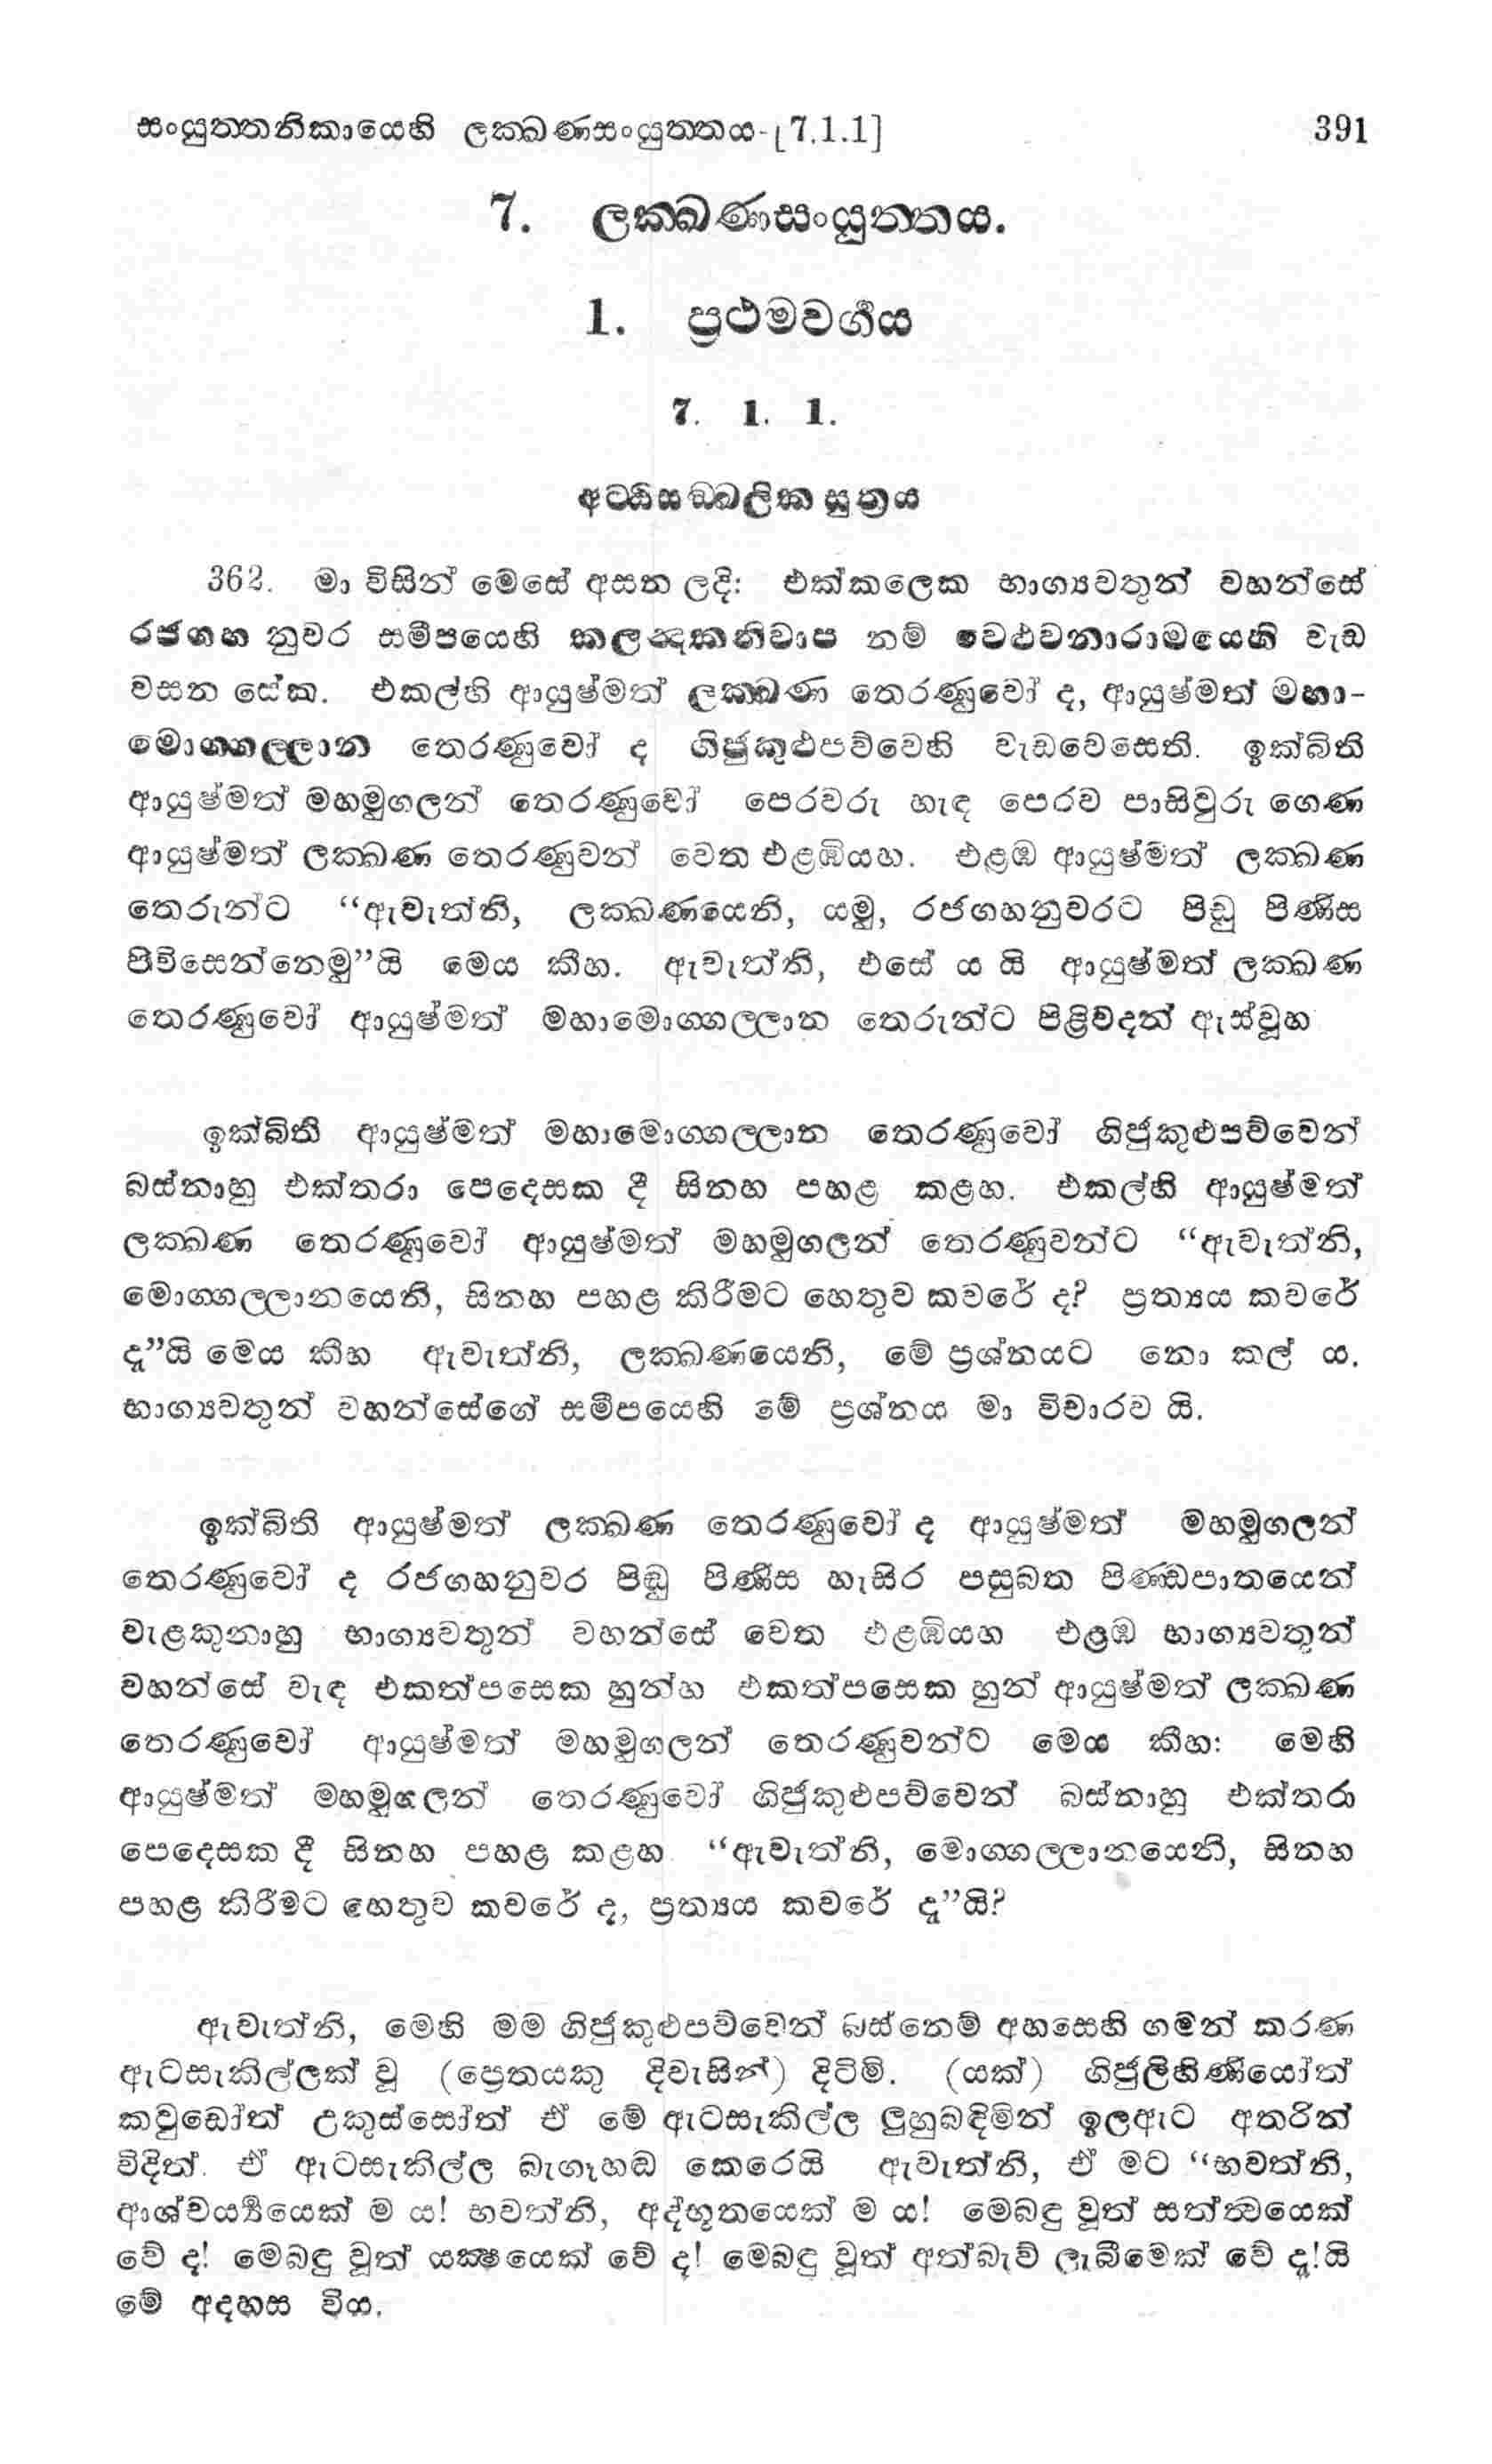 සංයුත්තනිකායෙහි ලක්ඛණසංයුත්තය-[7.1.1] 391
7. ලක්ඛණසංයුත්තය.
1. ප්‍රථමවර්‍ගය
7. 1. 1.
අට්ඨිසඞ්ඛලික සූත්‍රය
362. මා විසින් මෙසේ අසන ලදි: එක්කලෙක භාග්‍යවතුන් වහන්සේ
රජගහ නුවර සමීපයෙහි කලන්‍දකනිවාප නම් වෙළුවනාරාමයෙහි වැඩ
වසන සේක. එකල්හි ආයුෂ්මත් ලක්ඛණ තෙරණුවෝ ද, ආයුෂ්මත් මහා-
මොග්ගල්ලාන තෙරණුවෝ ද ගිජුකුළුපව්වෙහි වැඩවෙසෙති. ඉක්බිති
ආයුෂ්මත් මහමුගලන් තෙරණුවෝ පෙරවරු හැඳ පෙරව පාසිවුරු ගෙණ
ආයුෂ්මත් ලක්ඛණ තෙරණුවන් වෙත එළඹියහ. එළඹ ආයුෂ්මත් ලක්ඛණ
තෙරුන්ට “ඇවැත්නි, ලක්ඛණයෙනි, යමු, රජගහනුවරට පිඬු පිණිස
පිවිසෙන්නෙමු”යි මෙය කීහ. ඇවැත්නි, එසේ ය යි ආයුෂ්මත් ලක්ඛණ
තෙරණුවෝ ආයුෂ්මත් මහාමොග්ගල්ලාන තෙරුන්ට පිළිවදන් ඇස්වූහ
ඉක්බිති ආයුෂ්මත් මහාමොග්ගල්ලාන තෙරණුවෝ ගිජුකුළුපව්වෙන්
බස්නාහු එක්තරා පෙදෙසක දී සිනහ පහළ කළහ. එකල්හි ආයුෂ්මත්
ලක්ඛණ තෙරණුවෝ ආයුෂ්මත් මහමුගලන් තෙරණුවන්ට “ඇවැත්නි,
මොග්ගල්ලානයෙනි, සිනහ පහළ කිරීමට හෙතුව කවරේ ද? ප්‍රත්‍යය කවරේ
දැ”යි මෙය කීහ ඇවැත්නි, ලක්ඛණයෙනි, මේ ප්‍රශ්නයට නො කල් ය.
භාග්‍යවතුන් වහන්සේගේ සමීපයෙහි මේ ප්‍රශ්නය මා විචාරව යි.
ඉක්බිති ආයුෂ්මත් ලක්ඛණ තෙරණුවෝ ද ආයුෂ්මත් මහමුගලන්
තෙරණුවෝ ද රජගහනුවර පිඬු පිණිස හැසිර පසුබත පිණ්ඩපාතයෙන්
වැළකුනාහු භාග්‍යවතුන් වහන්සේ වෙත එළඹියහ එළඹ භාග්‍යවතුන්
වහන්සේ වැඳ එකත්පසෙක හුන්හ එකත්පසෙක හුන් ආයුෂ්මත් ලක්ඛණ
තෙරණුවෝ ආයුෂ්මත් මහමුගලන් තෙරණුවන්ට මෙය කීහ: මෙහි
ආයුෂ්මත් මහමුගලන් තෙරණුවෝ ගිජුකුළුපව්වෙන් බස්නාහු එක්තරා
පෙදෙසක දී සිනහ පහළ කළහ “ඇවැත්නි, මොග්ගල්ලානයෙනි, සිනහ
පහළ කිරීමට හෙතුව කවරේ ද, ප්‍රත්‍යය කවරේ දැ”යි?
ඇවැත්නි, මෙහි මම ගිජුකුළුපව්වෙන් බස්නෙම් අහසෙහි ගමන් කරණ
ඇටසැකිල්ලක් වූ (ප්‍රෙතයකු දිවැසින්) දිටිමි. (යක්) ගිජුලිහිණියෝත්
කවුඩෝත් උකුස්සෝත් ඒ මේ ඇටසැකිල්ල ලුහුබඳිමින් ඉලඇට අතරින්
විදිත්. ඒ ඇටසැකිල්ල බැගෑහඬ කෙරෙයි ඇවැත්නි, ඒ මට “භවත්නි,
ආශ්චර්‍ය්‍යයෙක් ම ය! භවත්නි, අද්භූතයෙක් ම ය! මෙබඳු වූත් සත්ත්‍වයෙක්
වේ ද! මෙබඳු වූත් යක්‍ෂයෙක් වේ ද! මෙබඳු වූත් අත්බැව් ලැබීමෙක් වේ දැ!යි
මේ අදහස විය.